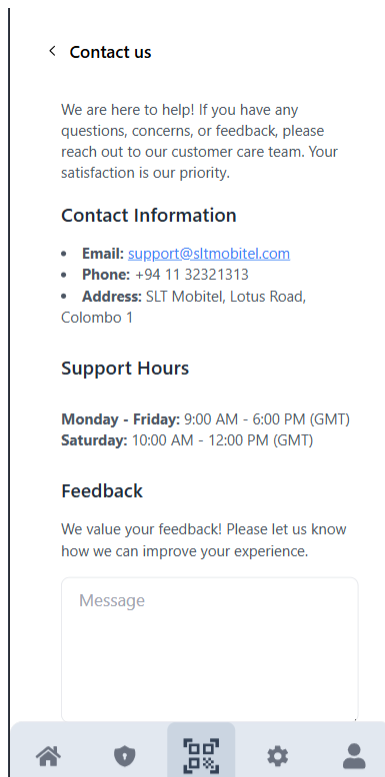 Contact us
We are here to help! If you have any
questions, concerns, or feedback, please
reach out to our customer care team. Your
satisfaction is our priority.
Contact Information
• Email: support@sltmobitel.com
• Phone: +94 11 32321313
• Address: SLT Mobitel, Lotus Road,
Colombo 1
Support Hours
Monday - Friday: 9:00 AM - 6:00 PM (GMT)
Saturday: 10:00 AM - 12:00 PM (GMT)
Feedback
We value your feedback! Please let us know
how we can improve your experience.
Message